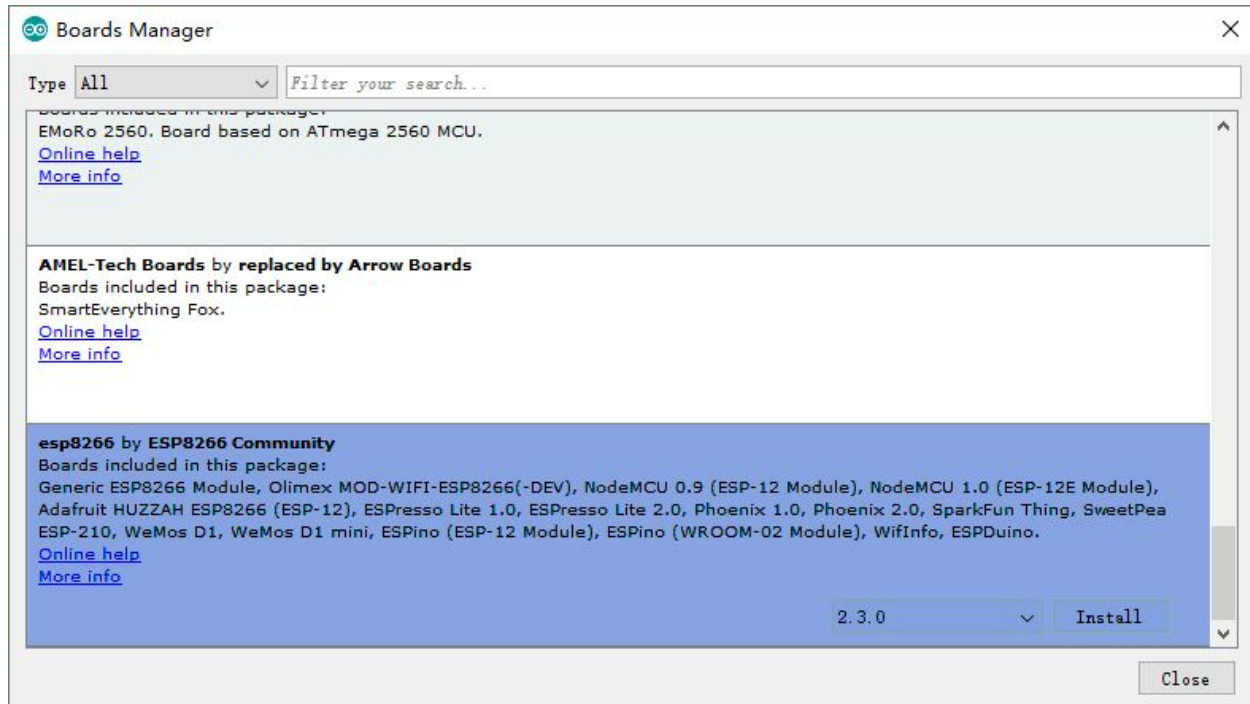 Boards Manager
Type All Filter your search...
Boards included in this package:
EMoRo 2560. Board based on ATmega 2560 MCU.
Online help
More info
AMEL-Tech Boards by replaced by Arrow Boards
Boards included in this package:
SmartEverything Fox.
Online help
More info
esp8266 by ESP8266 Community
Boards included in this package:
Generic ESP8266 Module, Olimex MOD-WIFI-ESP8266(-DEV), NodeMCU 0.9 (ESP-12 Module), NodeMCU 1.0 (ESP-12E Module),
Adafruit HUZZAH ESP8266 (ESP-12), ESPresso Lite 1.0, ESPresso Lite 2.0, Phoenix 1.0, Phoenix 2.0, SparkFun Thing, SweetPea
ESP-210, WeMos D1, WeMos D1 mini, ESPino (ESP-12 Module), ESPino (WROOM-02 Module), WifInfo, ESPDuino.
Online help
More info
2.3.0 Install
Close